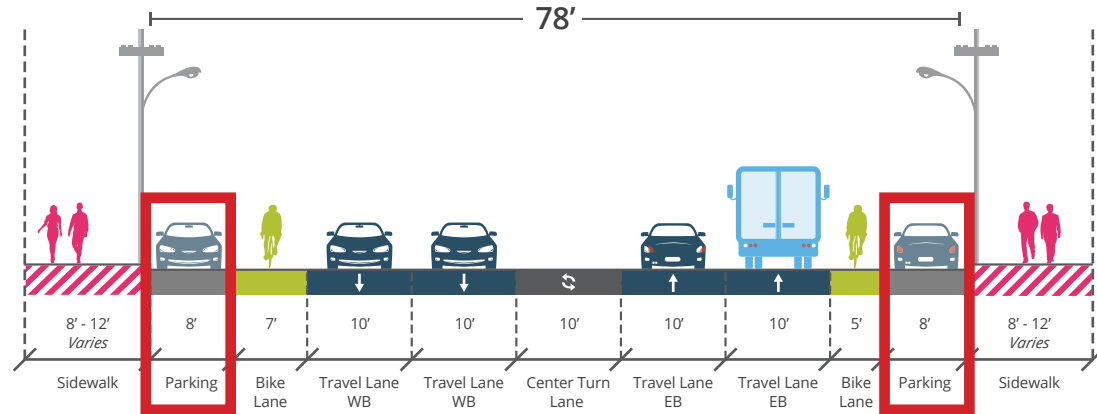 78’
8’ - 12’ 8’ 7’ 10’ 10’ 10’ 10’ 10’ 5’ 8’ 8’ - 12’
Varies Varies
Sidewalk Parking Bike Travel Lane Travel Lane Center Turn Travel Lane Travel Lane Bike Parking Sidewalk
Lane WB WB Lane EB EB Lane